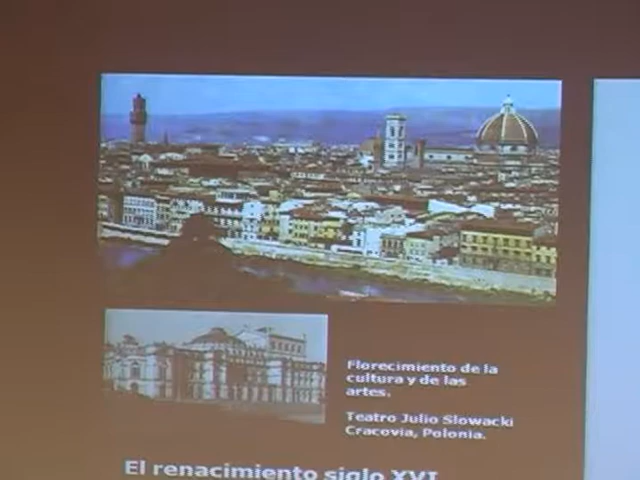 Florecimiento de la
cultura y de las
artes.
Teatro Julio Slowacki
Cracovia, Polonia.
El renacimiento siglo XVI